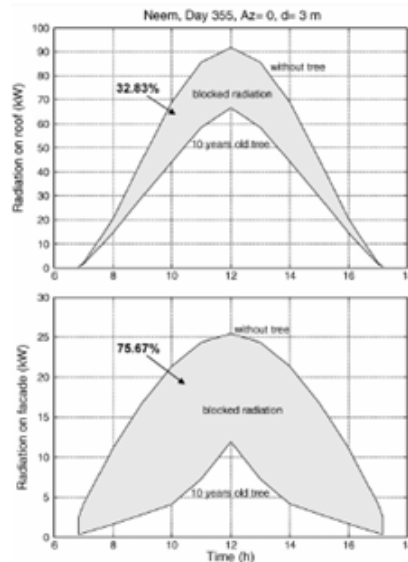 Neem, Day 355, Az= 0, d= 3 m
100
90
80
70
60
50
40
30
20
10
0
Radiation on roof (kW)
without tree
32.83%
blocked radiation
10 years old tree
6 8 10 12 14 16 18
30
25
20
15
10
5
0
Radiation on facade (kW)
without tree
75.67%
blocked radiation
10 years old tree
6 8 10 12 14 16 1
Time (h)